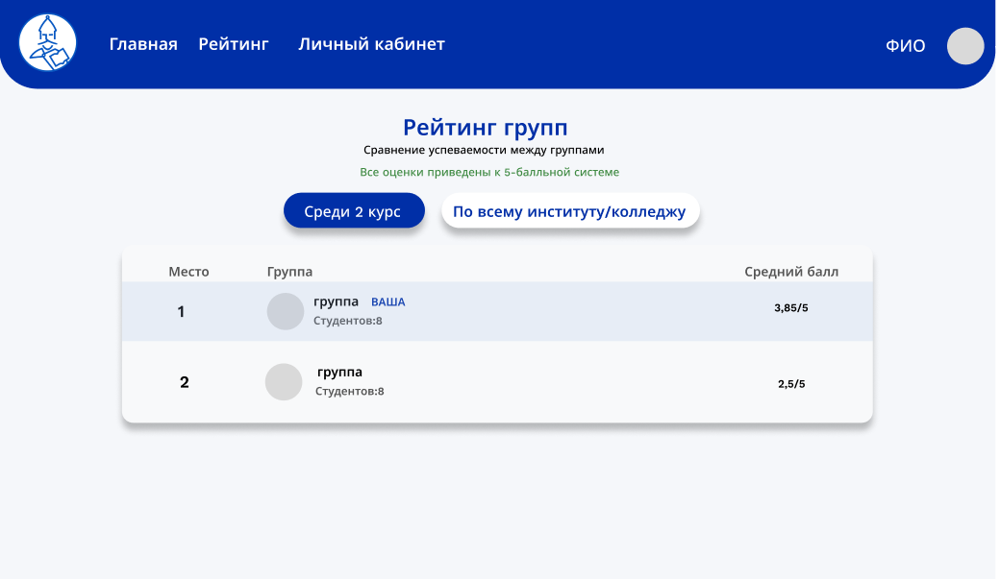 Главная Рейтинг Личный кабинет ФИО
Рейтинг групп
Сравнение успеваемости между группами
Все оценки приведены к 5-балльной системе
Среди 2 курс По всему институту/колледжу
Место Группа Средний балл
1 группа ВАША 3,85/5
Студентов:8
2 группа 2,5/5
Студентов:8